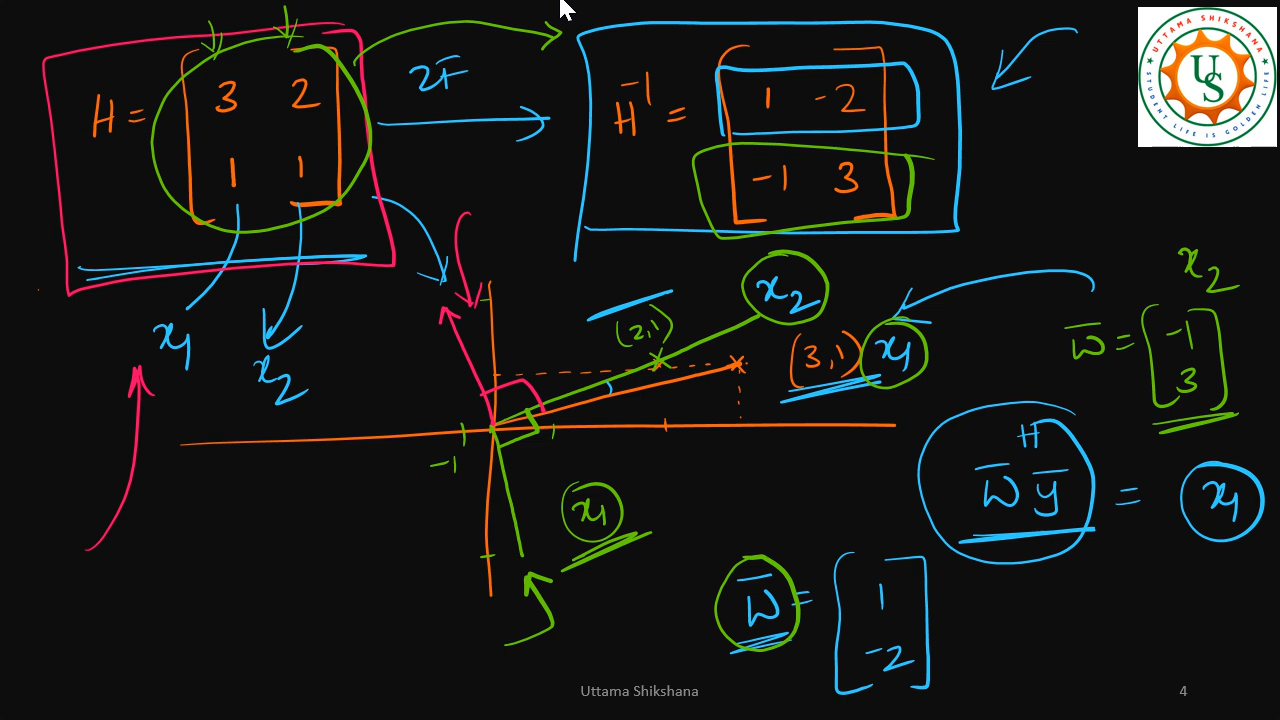 H = [3 2
1 1]
2F
H⁻¹ = [1 -2
-1 3]
UTTAMA SHIKSHANA
US
STUDENT LIFE IS GOLDEN LIFE
x₁
x₂
(2,1)
x₂
(3,1) x₁
x₂
w̅ = [-1
3]
-1
x̅₁
w̅ᴴ y̅ = x₁
w̅ = [1
-2]
Uttama Shikshana
4